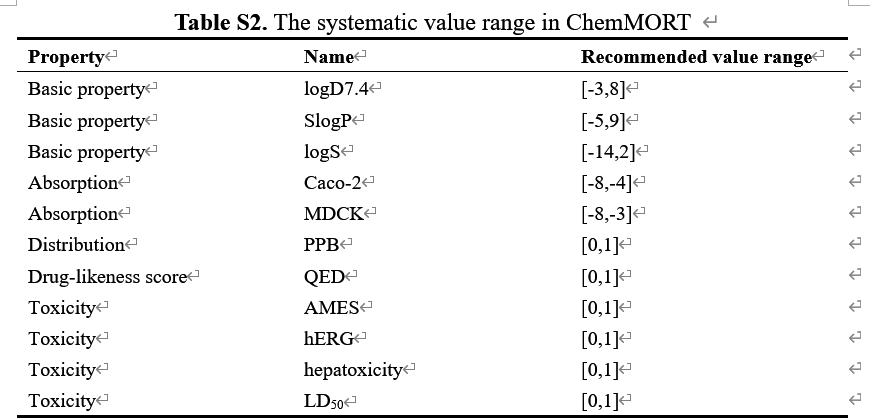 Table S2. The systematic value range in ChemMORT ↵
Property↵ Name↵ Recommended value range↵ ↵
Basic property↵ logD7.4↵ [-3,8]↵ ↵
Basic property↵ SlogP↵ [-5,9]↵ ↵
Basic property↵ logS↵ [-14,2]↵ ↵
Absorption↵ Caco-2↵ [-8,-4]↵ ↵
Absorption↵ MDCK↵ [-8,-3]↵ ↵
Distribution↵ PPB↵ [0,1]↵ ↵
Drug-likeness score↵ QED↵ [0,1]↵ ↵
Toxicity↵ AMES↵ [0,1]↵ ↵
Toxicity↵ hERG↵ [0,1]↵ ↵
Toxicity↵ hepatoxicity↵ [0,1]↵ ↵
Toxicity↵ LD₅₀↵ [0,1]↵ ↵